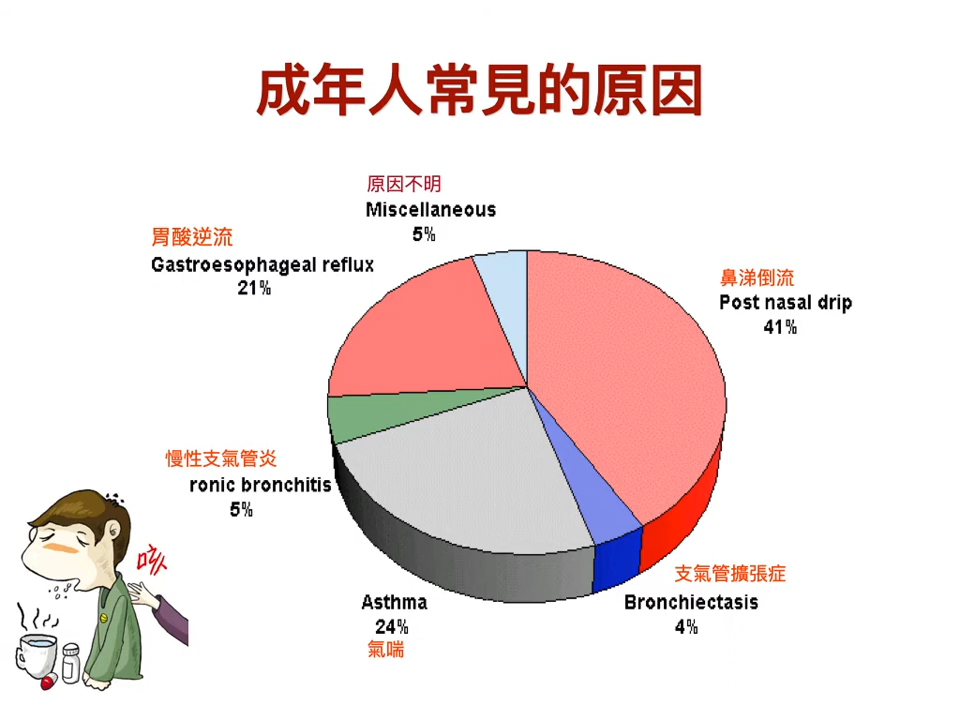 成年人常見的原因
原因不明
Miscellaneous
5%
胃酸逆流
Gastroesophageal reflux
21%
鼻涕倒流
Post nasal drip
41%
慢性支氣管炎
ronic bronchitis
5%
咳
支氣管擴張症
Bronchiectasis
4%
Asthma
24%
氣喘